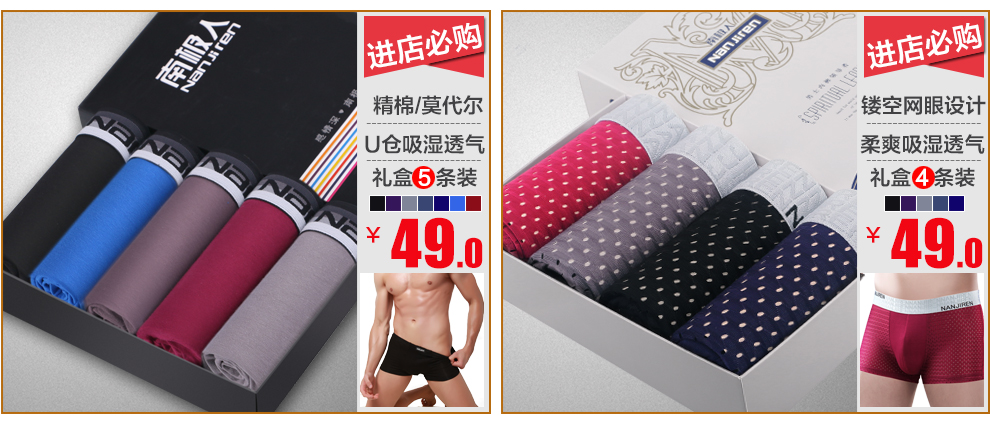 南极人
Nanjiren
进店必购
精棉/莫代尔
U仓吸湿透气
礼盒5条装
¥ 49.0
Nanjiren
进店必购
镂空网眼设计
柔爽吸湿透气
礼盒4条装
¥ 49.0
NANJIREN